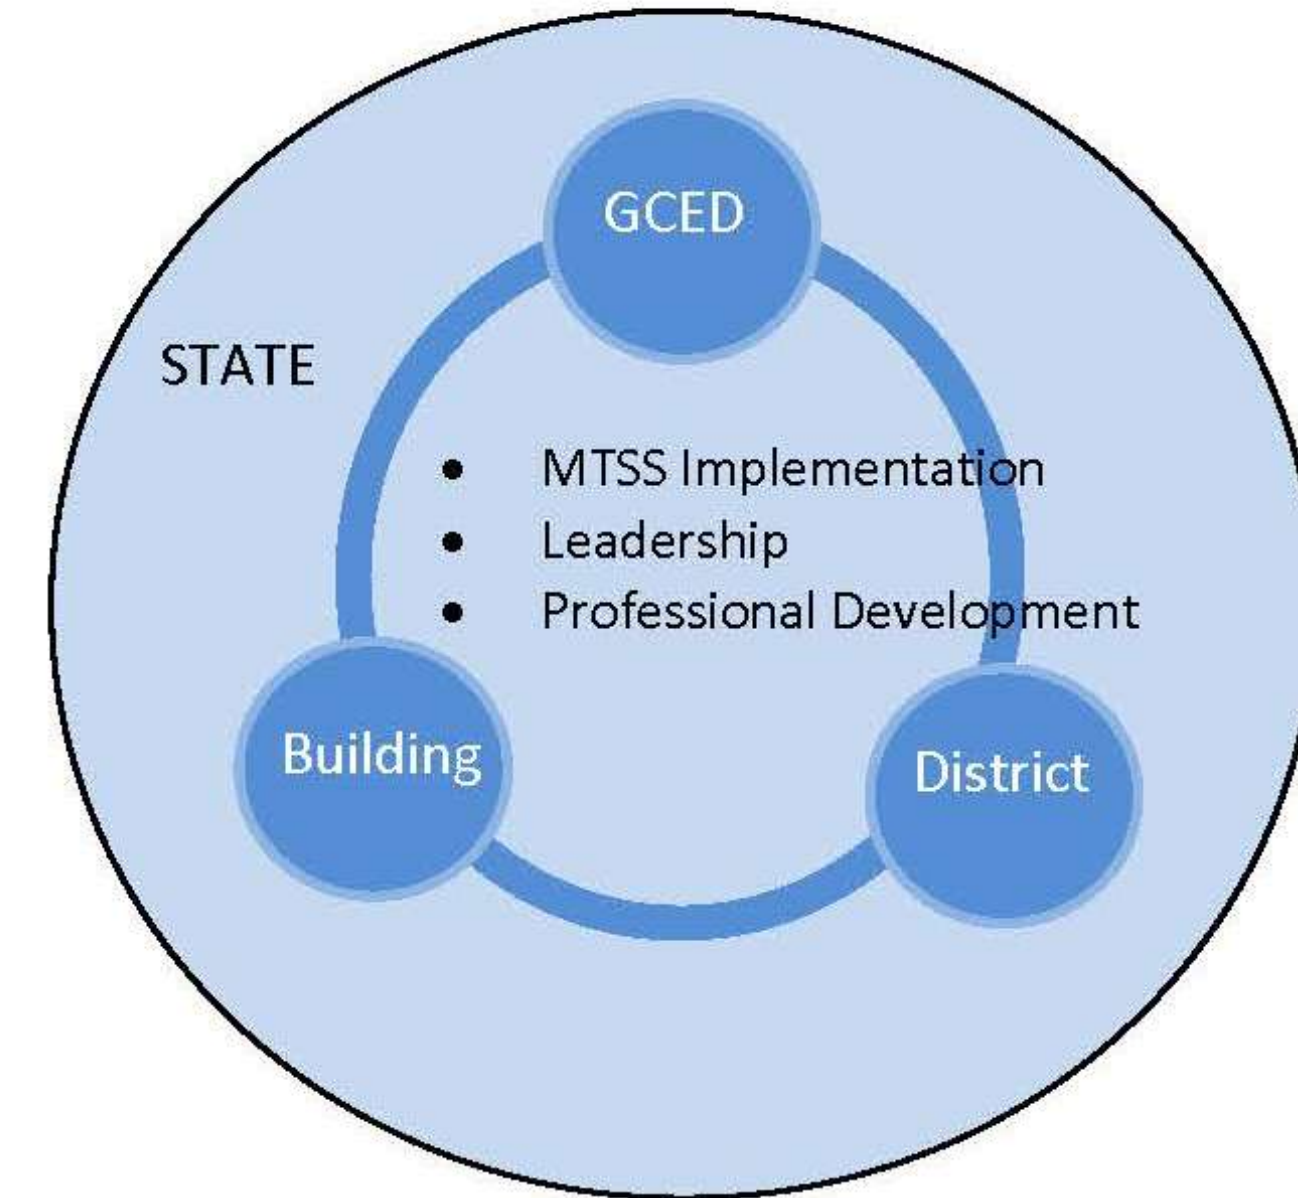 GCED
STATE
• MTSS Implementation
• Leadership
• Professional Development
Building
District